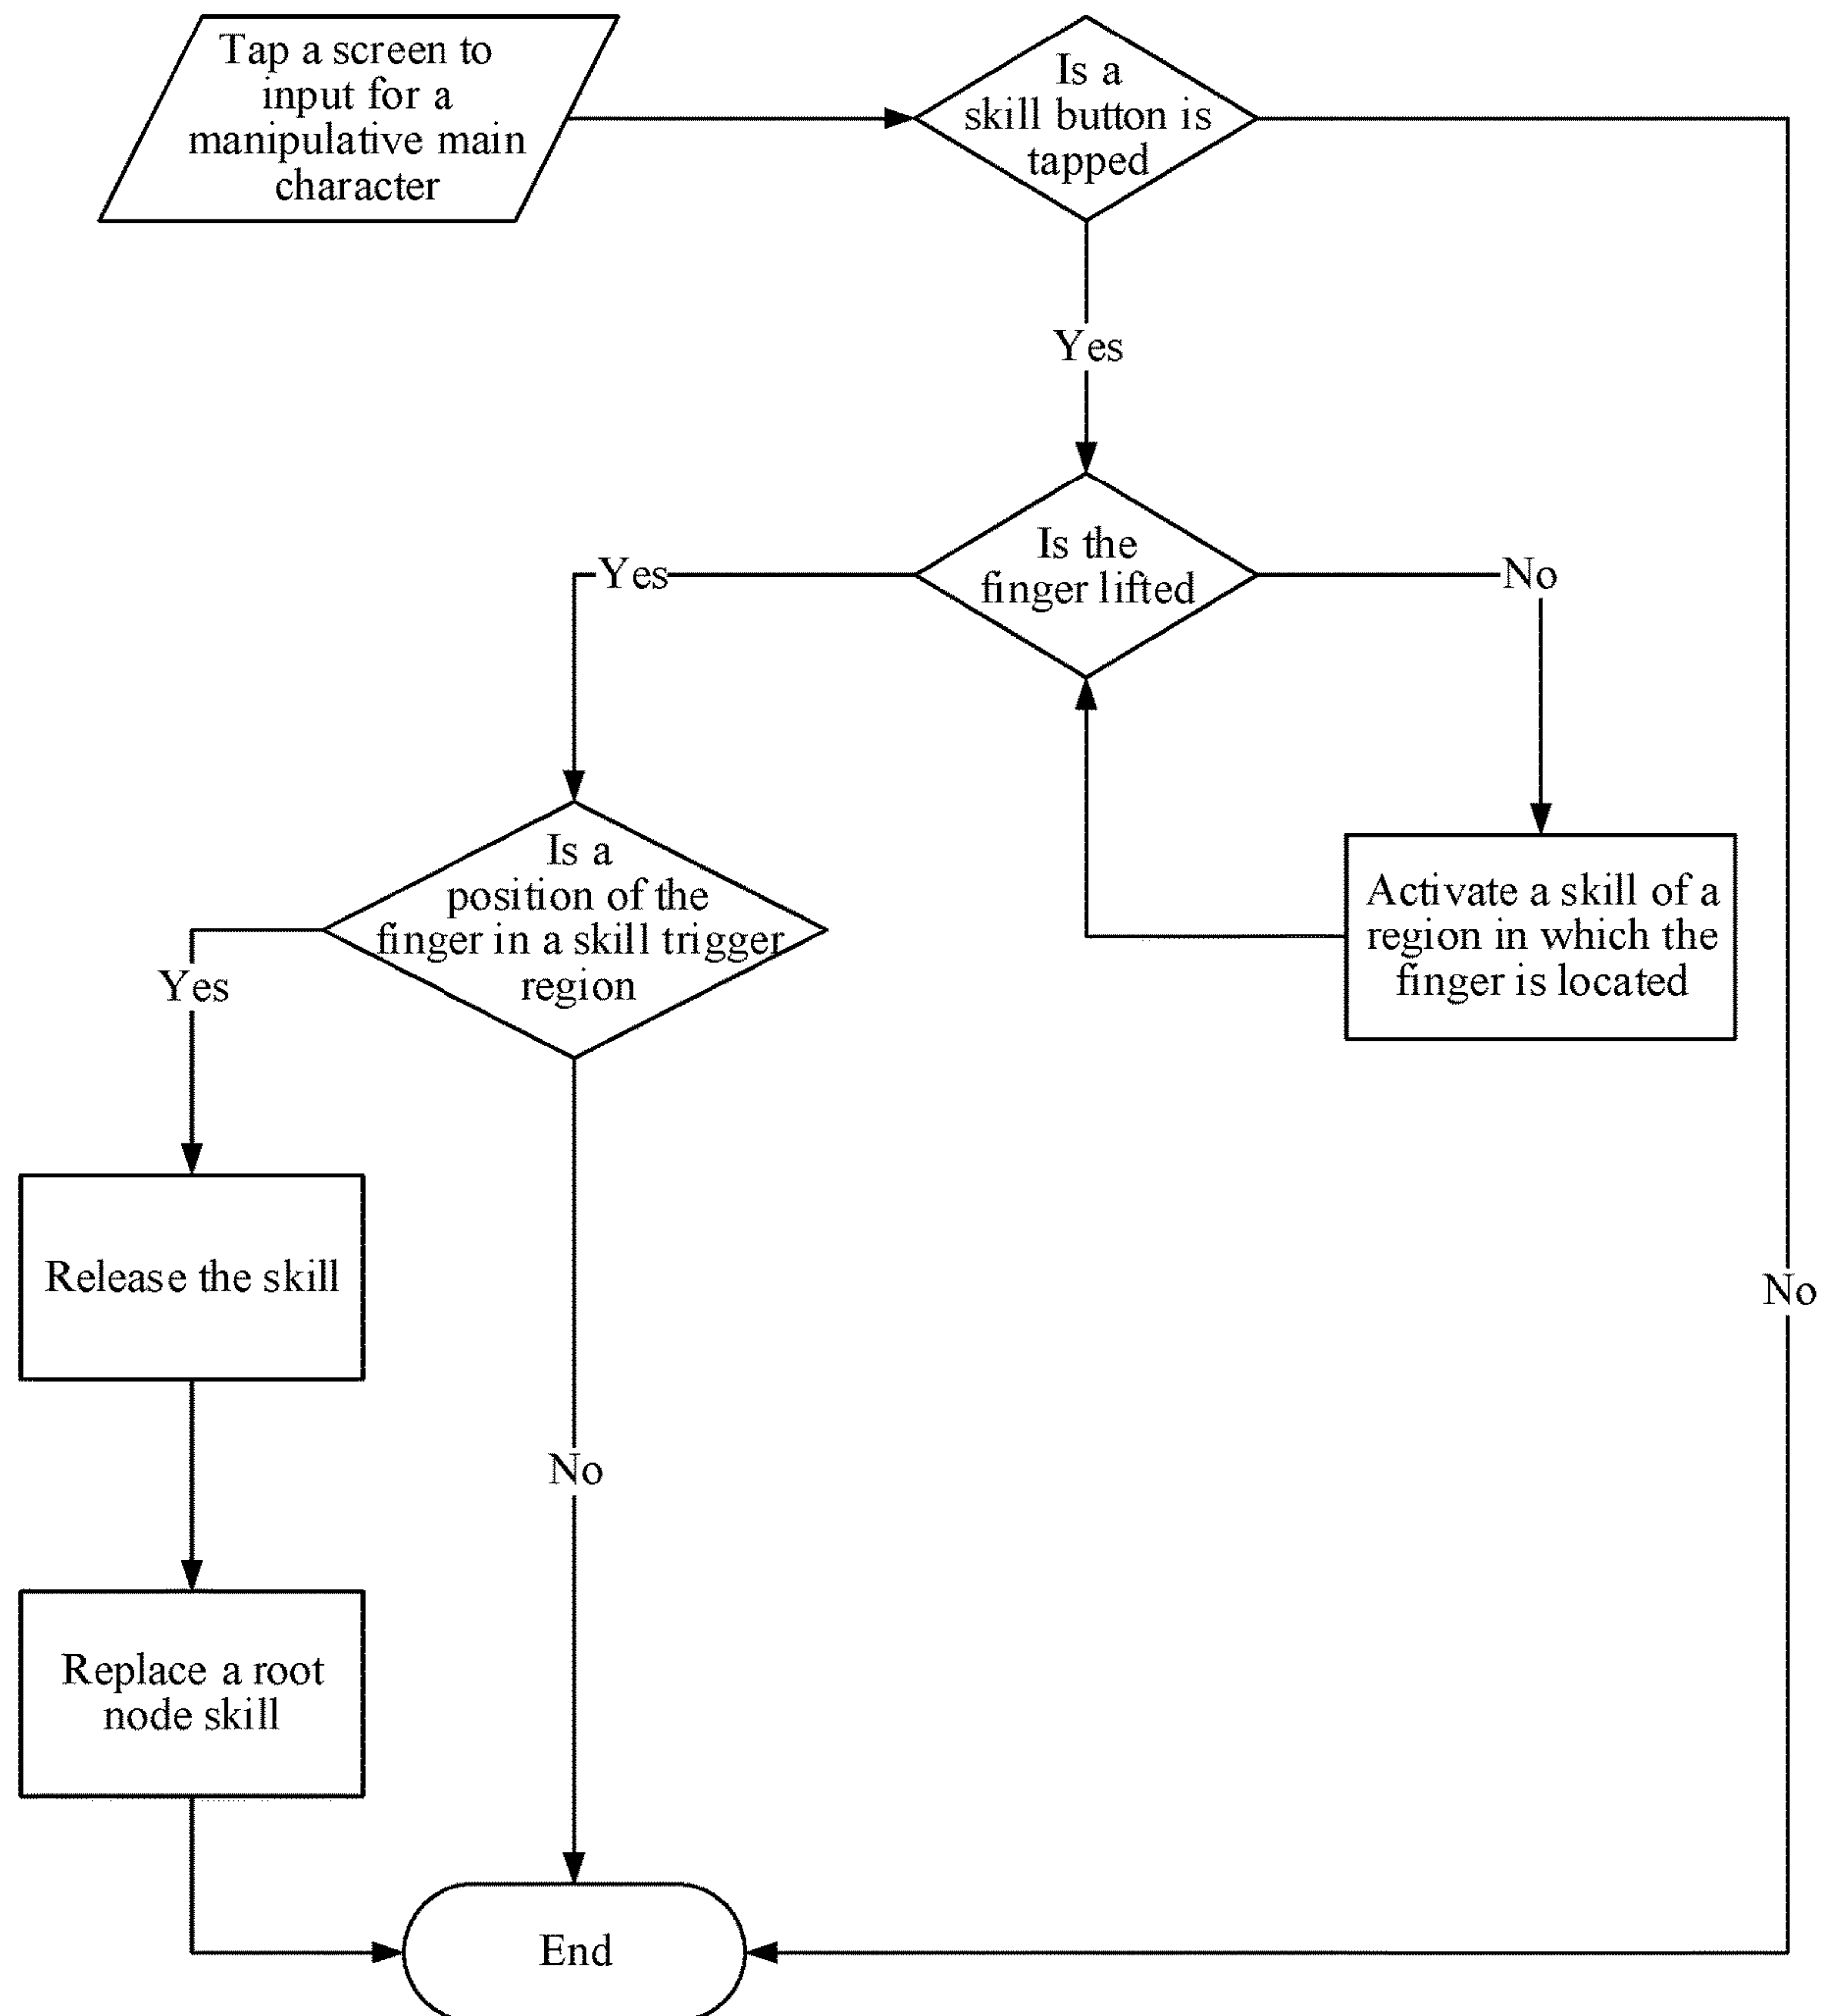 Tap a screen to
input for a
manipulative main
character
Is a
skill button is
tapped
Yes
Is the
finger lifted
Yes
No
Is a
position of the
finger in a skill trigger
region
Activate a skill of a
region in which the
finger is located
Yes
Release the skill
No
No
Replace a root
node skill
End